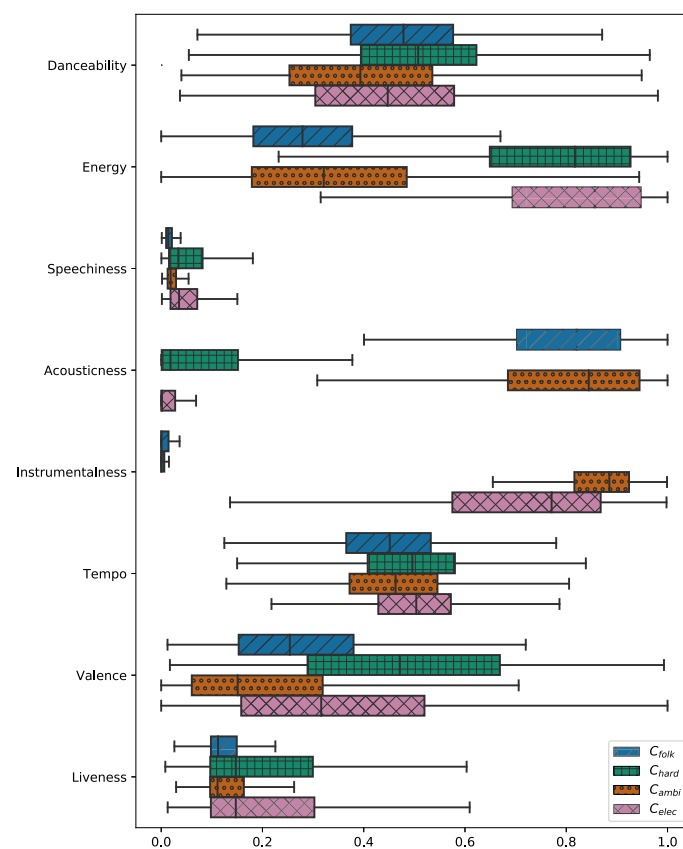 Danceability
Energy
Speechiness
Acousticness
Instrumentalness
Tempo
Valence
Liveness
C_folk
C_hard
C_ambi
C_elec
0.0 0.2 0.4 0.6 0.8 1.0